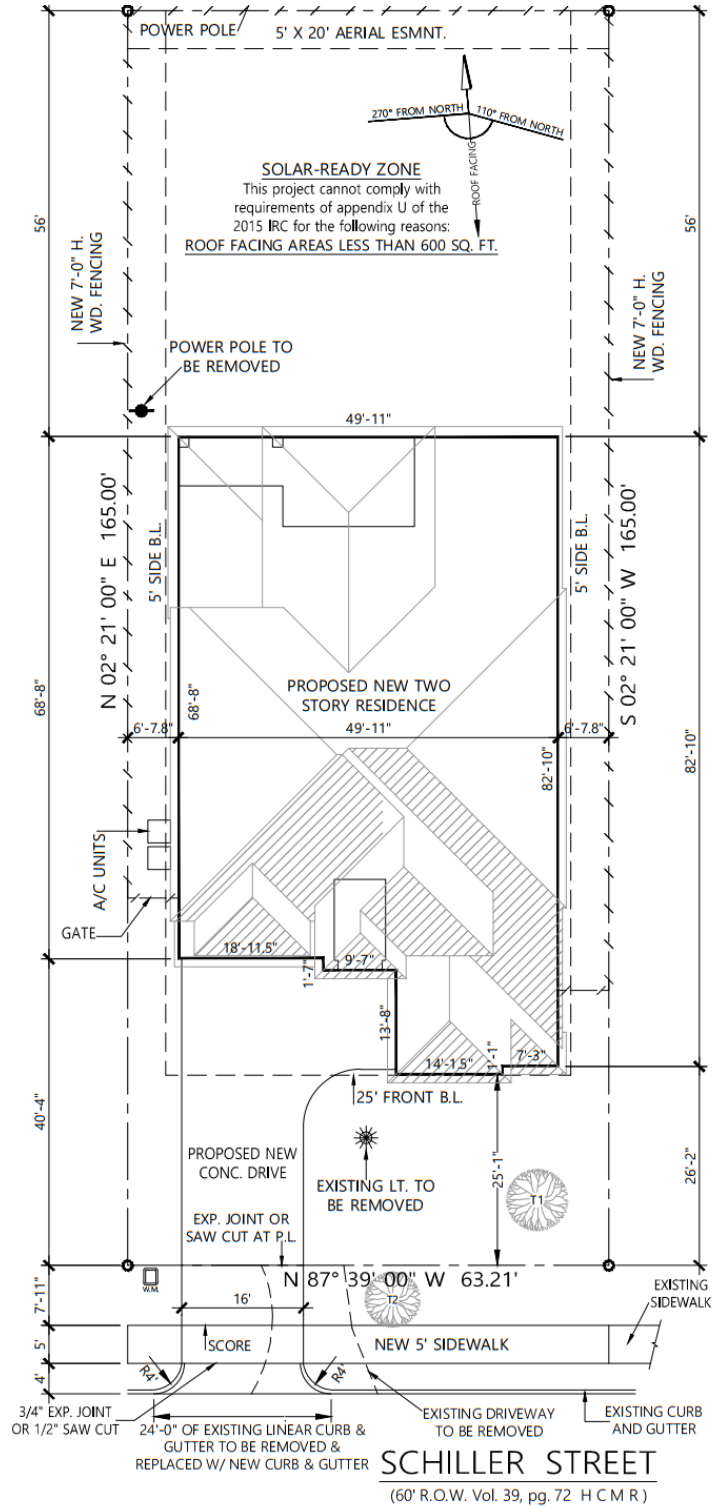 POWER POLE
5' X 20' AERIAL ESMNT.
270° FROM NORTH
110° FROM NORTH
ROOF FACING
SOLAR-READY ZONE
This project cannot comply with
requirements of appendix U of the
2015 IRC for the following reasons:
ROOF FACING AREAS LESS THAN 600 SQ. FT.
56'
56'
NEW 7'-0" H.
WD. FENCING
NEW 7'-0" H.
WD. FENCING
POWER POLE TO
BE REMOVED
49'-11"
N 02° 21' 00" E 165.00'
5' SIDE B.L.
5' SIDE B.L.
S 02° 21' 00" W 165.00'
68'-8"
68'-8"
PROPOSED NEW TWO
STORY RESIDENCE
6'-7.8"
49'-11"
6'-7.8"
82'-10"
82'-10"
A/C UNITS
GATE
18'-11.5"
1'-7"
9'-7"
13'-8"
14'-1.5"
1'-1"
7'-3"
25' FRONT B.L.
40'-4"
PROPOSED NEW
CONC. DRIVE
EXISTING LT. TO
BE REMOVED
25'-1"
T1
26'-2"
EXP. JOINT OR
SAW CUT AT P.L.
N 87° 39' 00" W 63.21'
W.M.
7'-11"
16'
T2
EXISTING
SIDEWALK
5'
SCORE
NEW 5' SIDEWALK
4'
R4'
R4'
3/4" EXP. JOINT
OR 1/2" SAW CUT
24'-0" OF EXISTING LINEAR CURB &
GUTTER TO BE REMOVED &
REPLACED W/ NEW CURB & GUTTER
EXISTING DRIVEWAY
TO BE REMOVED
EXISTING CURB
AND GUTTER
SCHILLER STREET
(60' R.O.W. Vol. 39, pg. 72 H C M R )